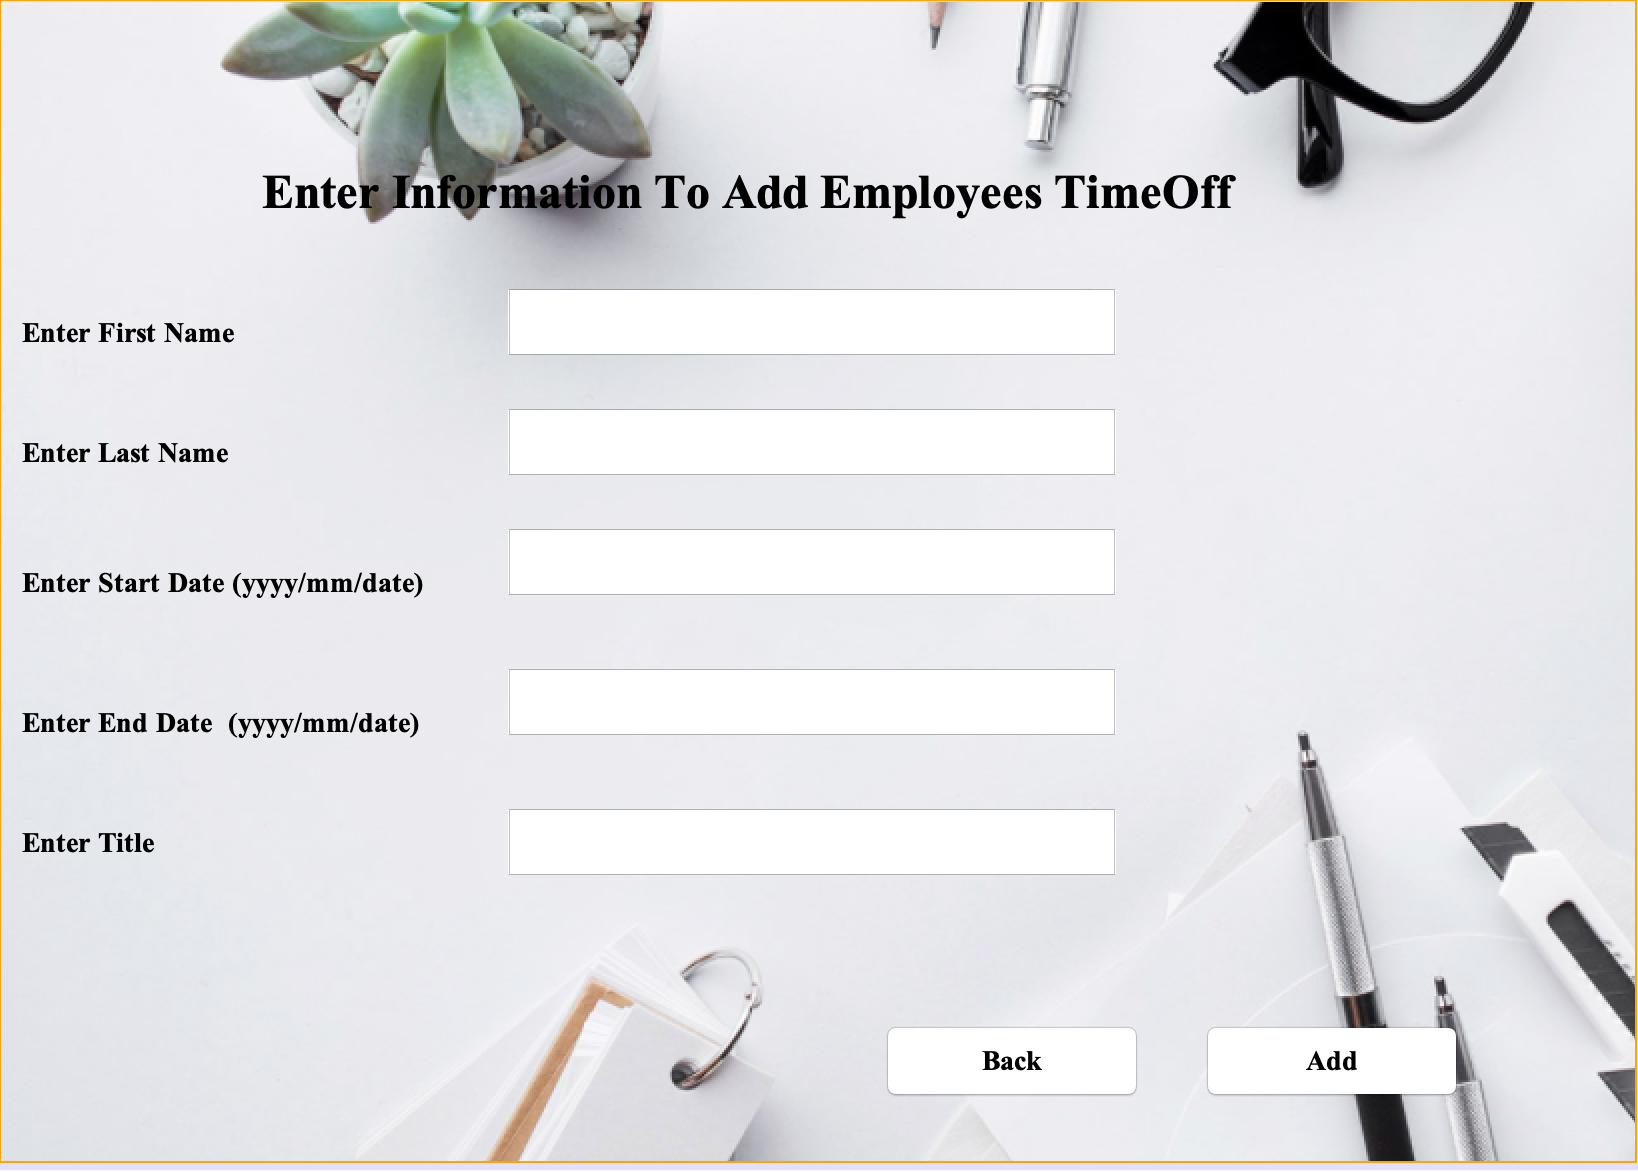 Enter Information To Add Employees TimeOff
Enter First Name
Enter Last Name
Enter Start Date (yyyy/mm/date)
Enter End Date  (yyyy/mm/date)
Enter Title
Back
Add